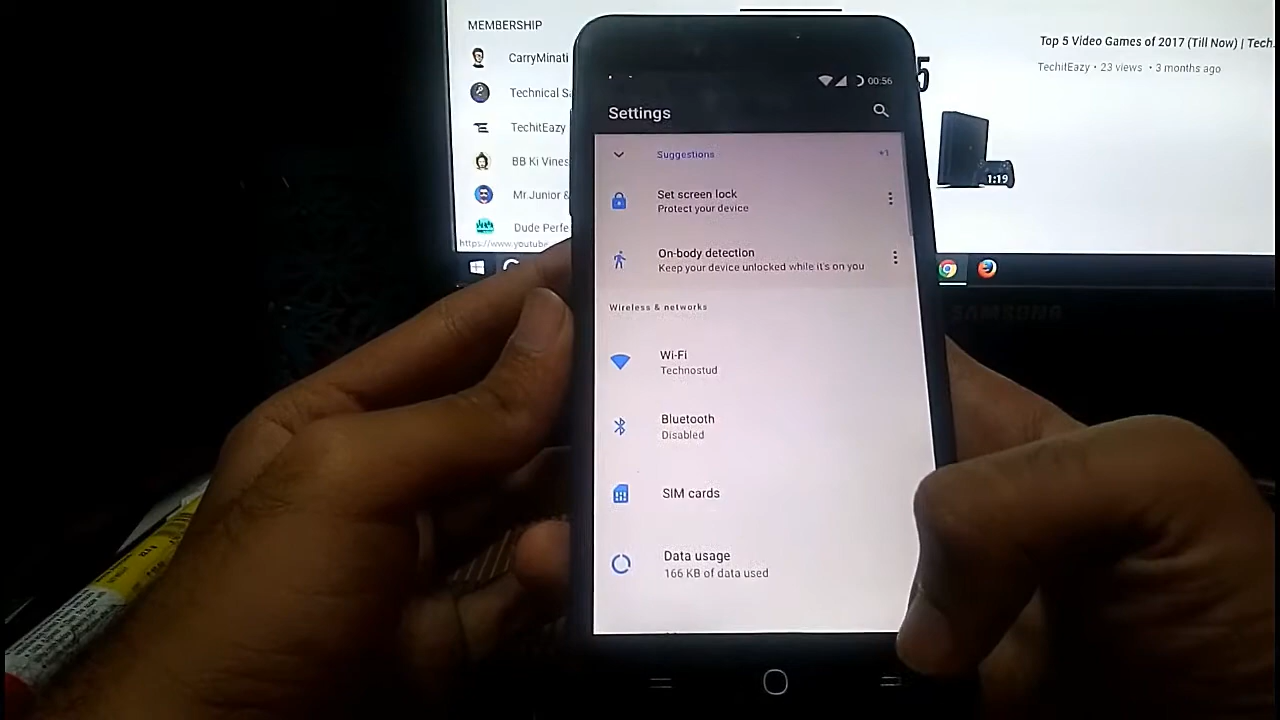 MEMBERSHIP
CarryMinati
Technical Sa
TechitEazy
BB Ki Vines
Mr.Junior &
Dude Perfe
https://www.youtube
Top 5 Video Games of 2017 (Till Now) | Tech
TechitEazy • 23 views • 3 months ago
5
1:19
SAMSUNG
00:56
Settings
Suggestions
+1
Set screen lock
Protect your device
On-body detection
Keep your device unlocked while it's on you
Wireless & networks
Wi-Fi
Technostud
Bluetooth
Disabled
SIM cards
Data usage
166 KB of data used